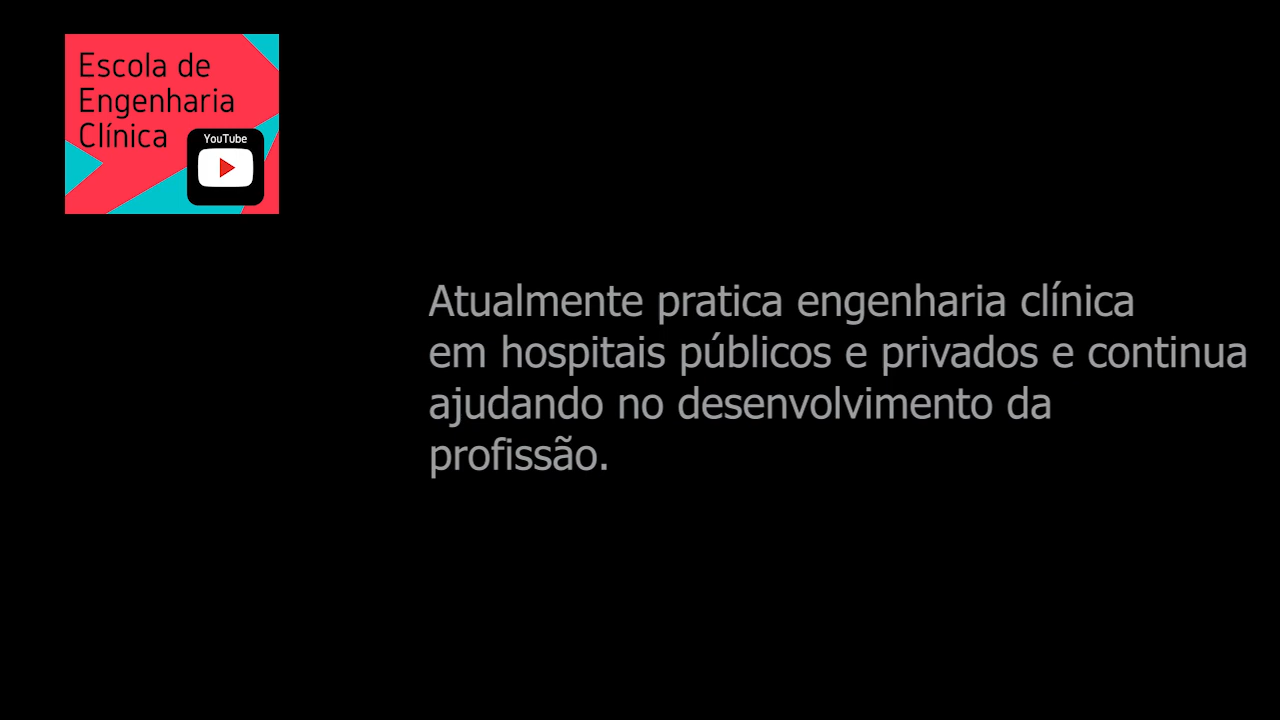 Escola de
Engenharia
Clínica
YouTube
Atualmente pratica engenharia clínica
em hospitais públicos e privados e continua
ajudando no desenvolvimento da
profissão.